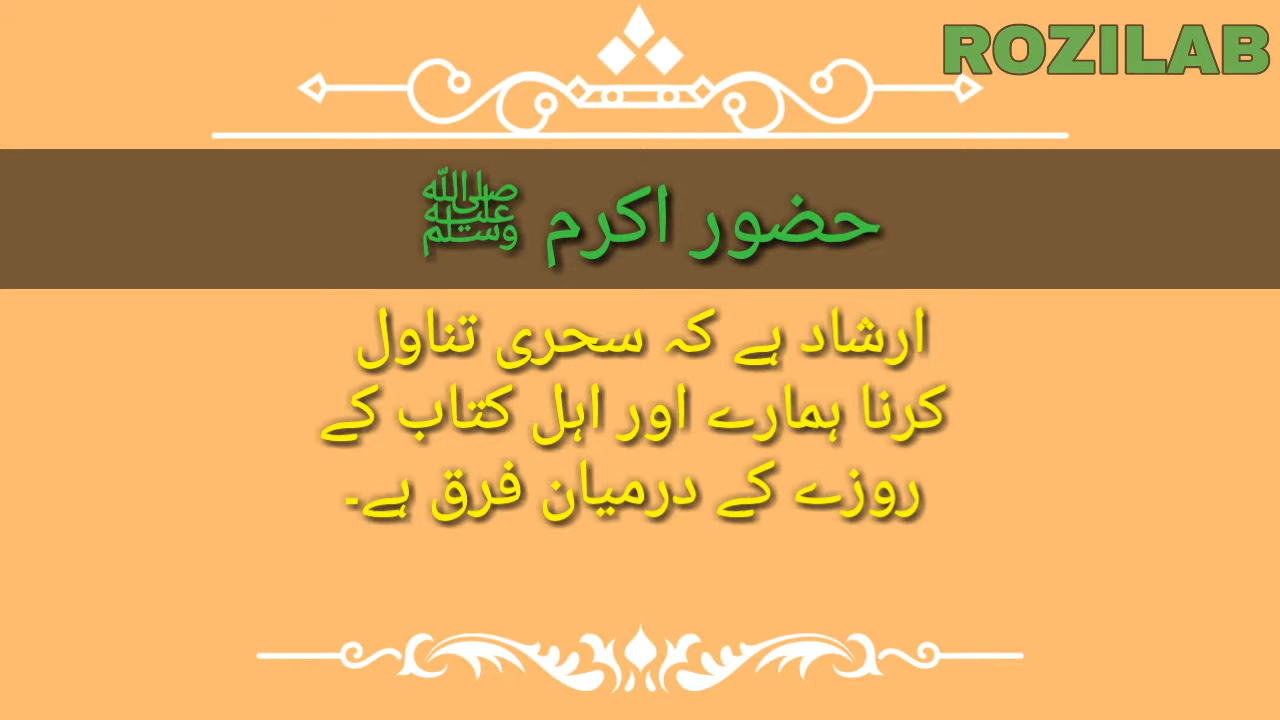 ROZILAB
حضور اکرم ﷺ
ارشاد ہے کہ سحری تناول
کرنا ہمارے اور اہل کتاب کے
روزے کے درمیان فرق ہے۔